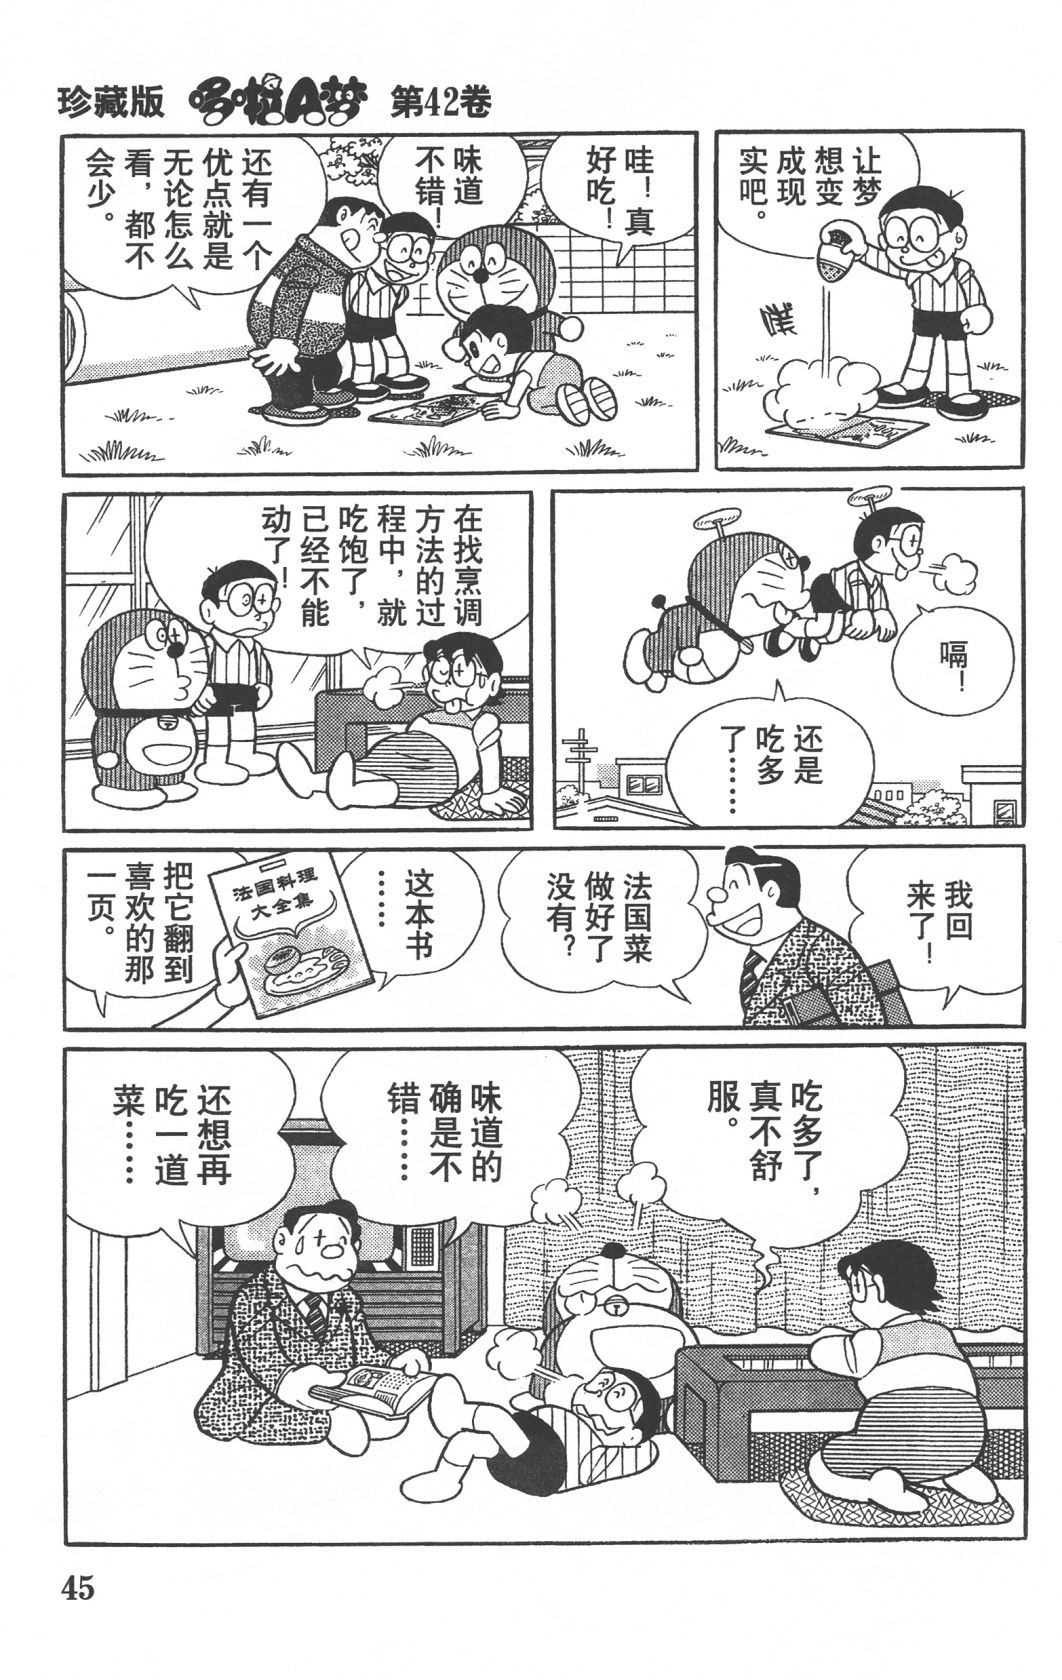 珍藏版 哆啦A梦 第42卷
让梦
想变
成现
实吧。
哇！真
好吃！
味道
不错！
还有一个
优点就是
无论怎么
看，都不
会少。
嗝！
还是
吃多
了……
在找烹调
方法的过
程中，就
吃饱了，
已经不能
动了！
我回
来了！
法国菜
做好了
没有？
这本书
……
法国料理
大全集
把它翻到
喜欢的那
一页。
吃多了，
真不舒
服。
味道的
确是不
错……
还想再
吃一道
菜……
45